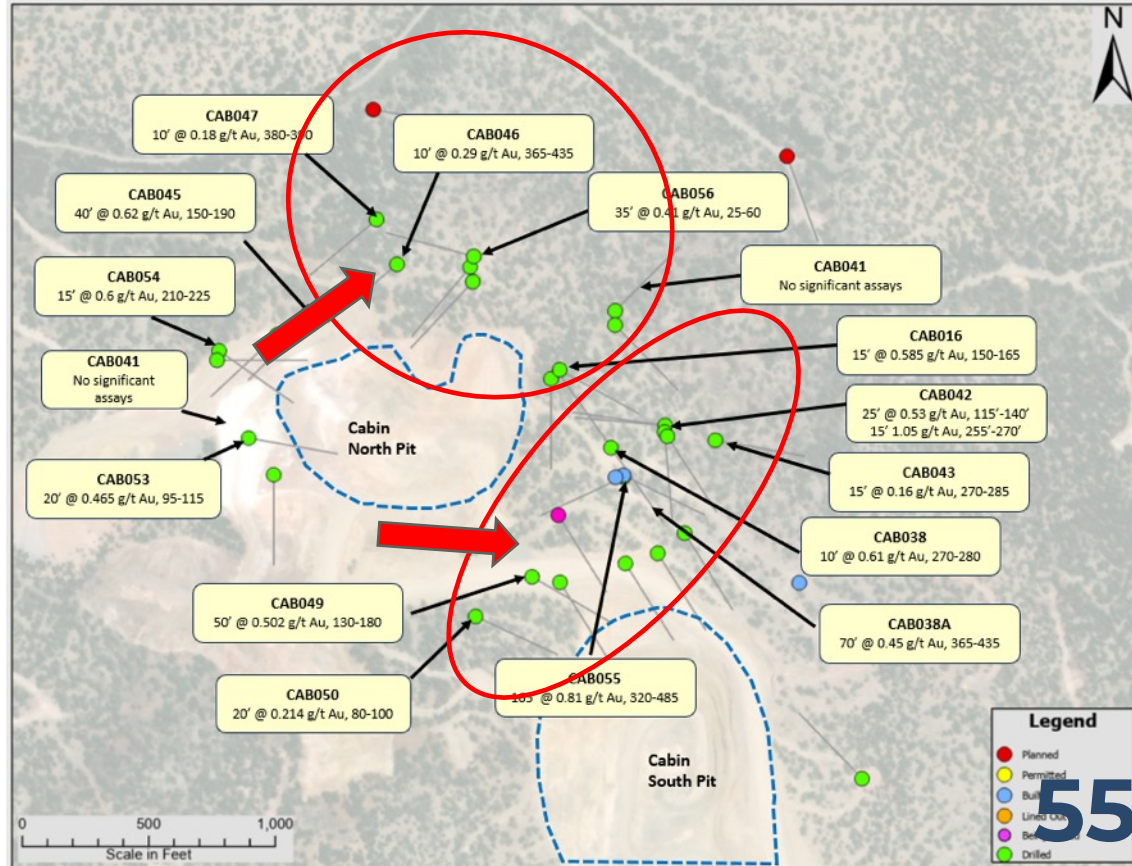 N
CAB047
10' @ 0.18 g/t Au, 380-390
CAB046
10' @ 0.29 g/t Au, 365-435
CAB045
40' @ 0.62 g/t Au, 150-190
CAB056
35' @ 0.41 g/t Au, 25-60
CAB054
15' @ 0.6 g/t Au, 210-225
CAB041
No significant assays
CAB041
No significant
assays
CAB016
15' @ 0.585 g/t Au, 150-165
CAB042
25' @ 0.53 g/t Au, 115'-140'
15' 1.05 g/t Au, 255'-270'
Cabin
North Pit
CAB053
20' @ 0.465 g/t Au, 95-115
CAB043
15' @ 0.16 g/t Au, 270-285
CAB038
10' @ 0.61 g/t Au, 270-280
CAB049
50' @ 0.502 g/t Au, 130-180
CAB038A
70' @ 0.45 g/t Au, 365-435
CAB050
20' @ 0.214 g/t Au, 80-100
CAB055
165' @ 0.81 g/t Au, 320-485
Cabin
South Pit
Legend
Planned
Permitted
Lined Out
Drilled
55
0 500 1,000
Scale in Feet